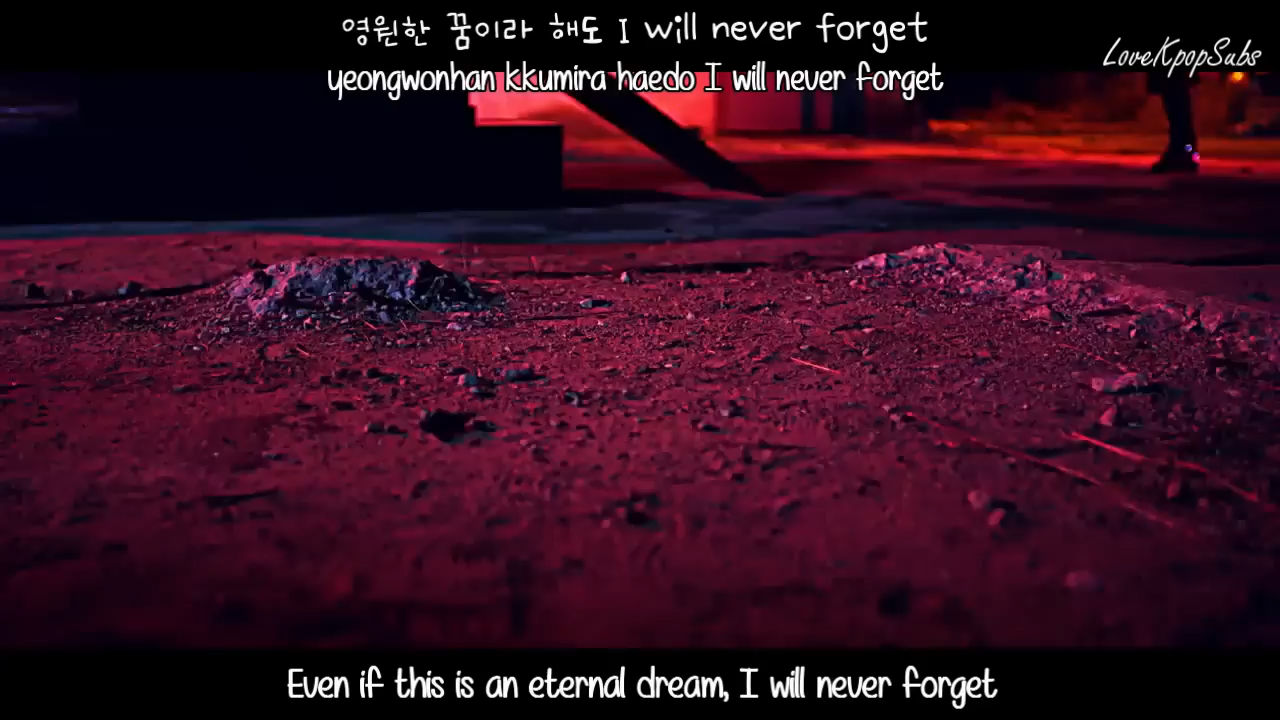 영원한 꿈이라 해도 I will never forget
LoveKpopSubs
yeongwonhan kkumira haedo I will never forget
Even if this is an eternal dream, I will never forget